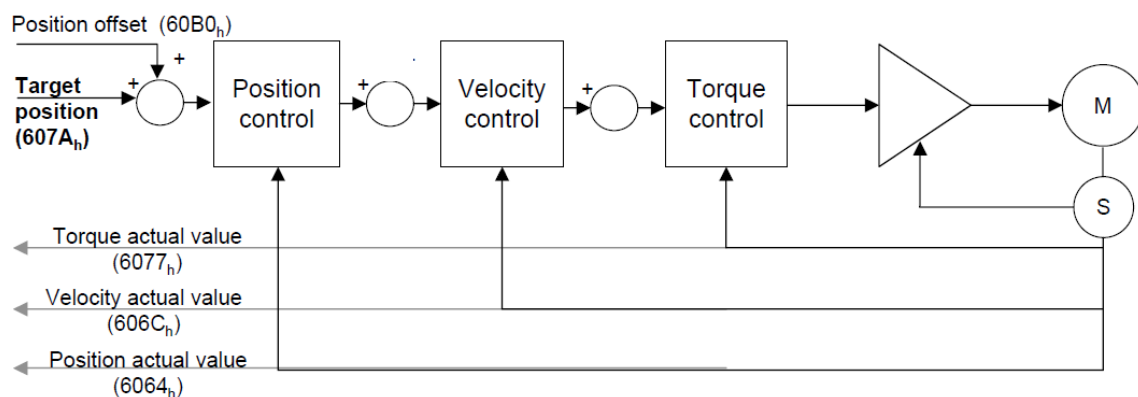 Position offset (60B0h)
+
Target
position
(607Ah)
+
Position
control
+
Velocity
control
+
Torque
control
M
S
Torque actual value
(6077h)
Velocity actual value
(606Ch)
Position actual value
(6064h)